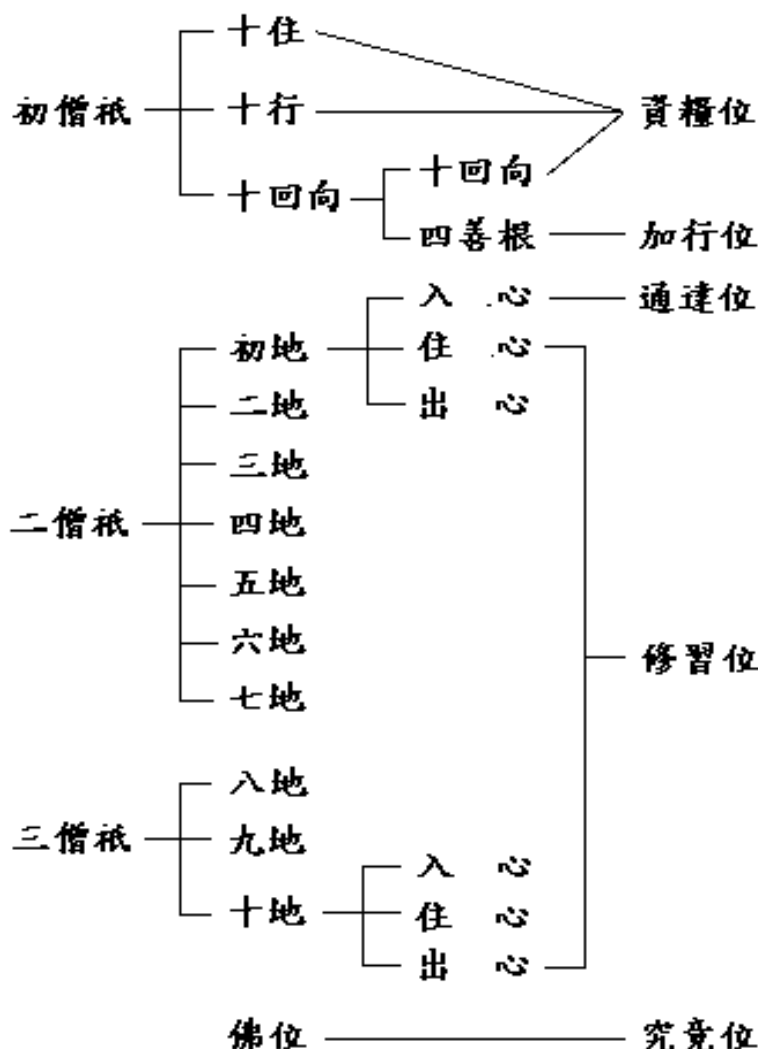 十住
初僧祇 十行 資糧位
十回向 十回向
四善根 加行位
入心 通達位
初地 住心
二地 出心
三地
二僧祇 四地
五地
六地 修習位
七地
八地
三僧祇 九地 入心
十地 住心
出心
佛位 究竟位